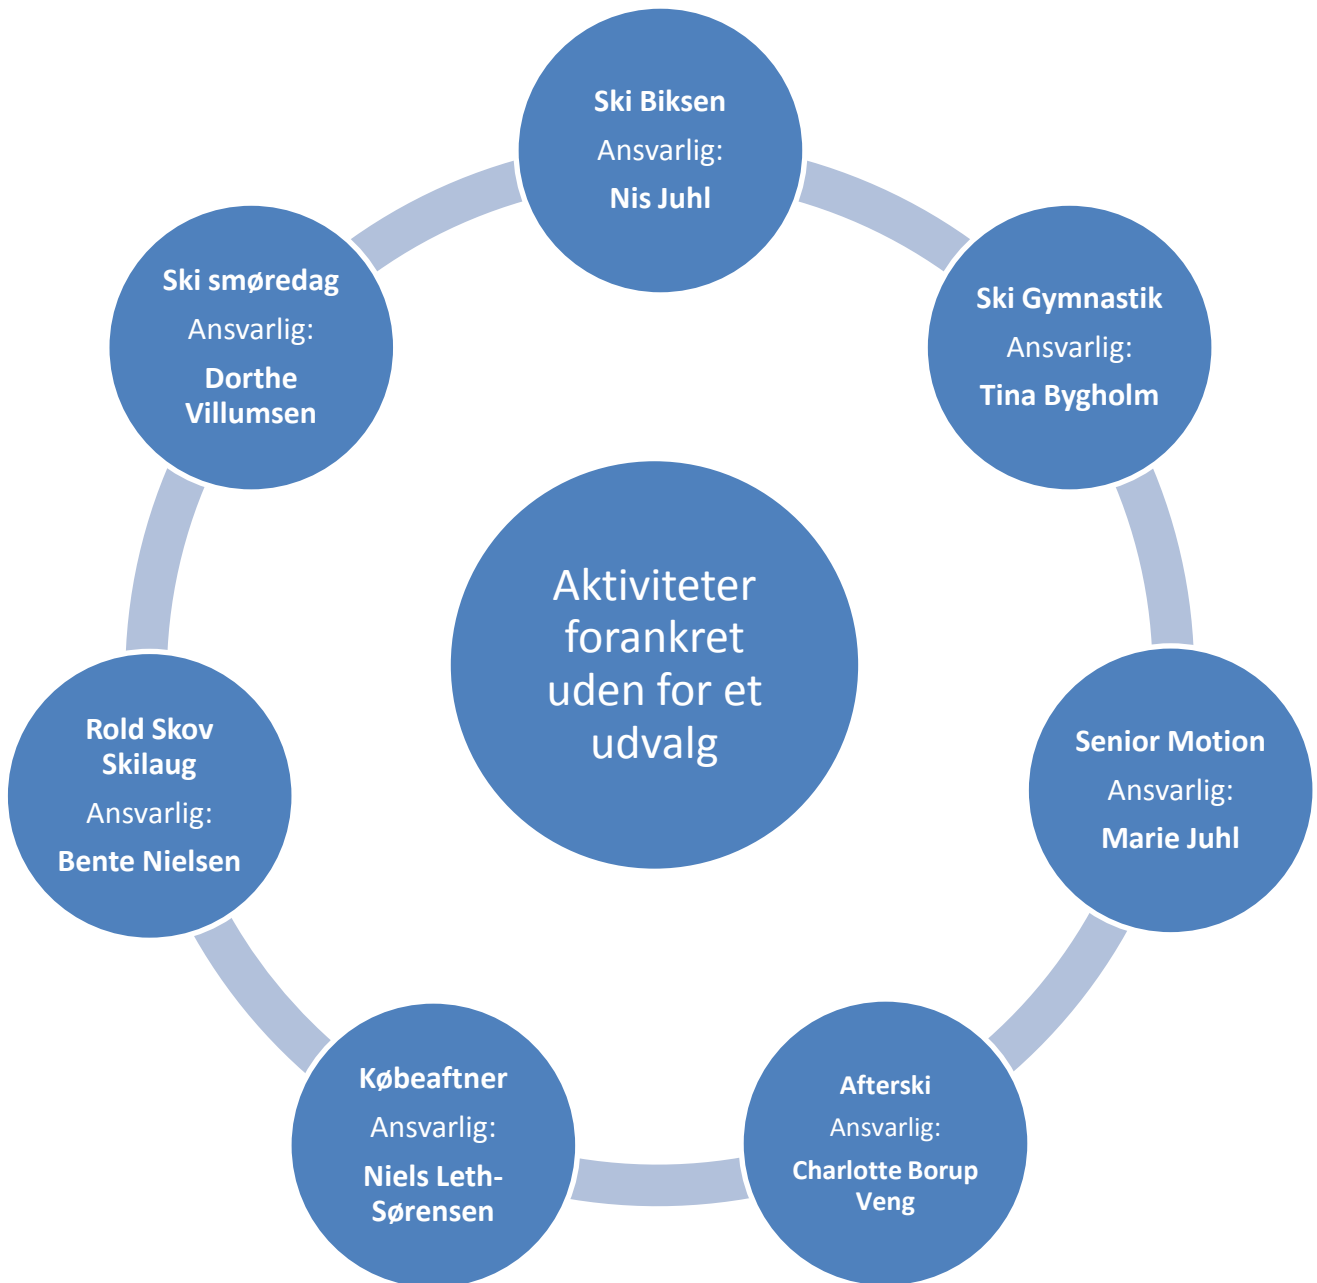 Ski Biksen
Ansvarlig:
Nis Juhl
Ski Gymnastik
Ansvarlig:
Tina Bygholm
Senior Motion
Ansvarlig:
Marie Juhl
Afterski
Ansvarlig:
Charlotte Borup
Veng
Købeaftner
Ansvarlig:
Niels Leth-
Sørensen
Rold Skov
Skilaug
Ansvarlig:
Bente Nielsen
Ski smøredag
Ansvarlig:
Dorthe
Villumsen
Aktiviteter
forankret
uden for et
udvalg